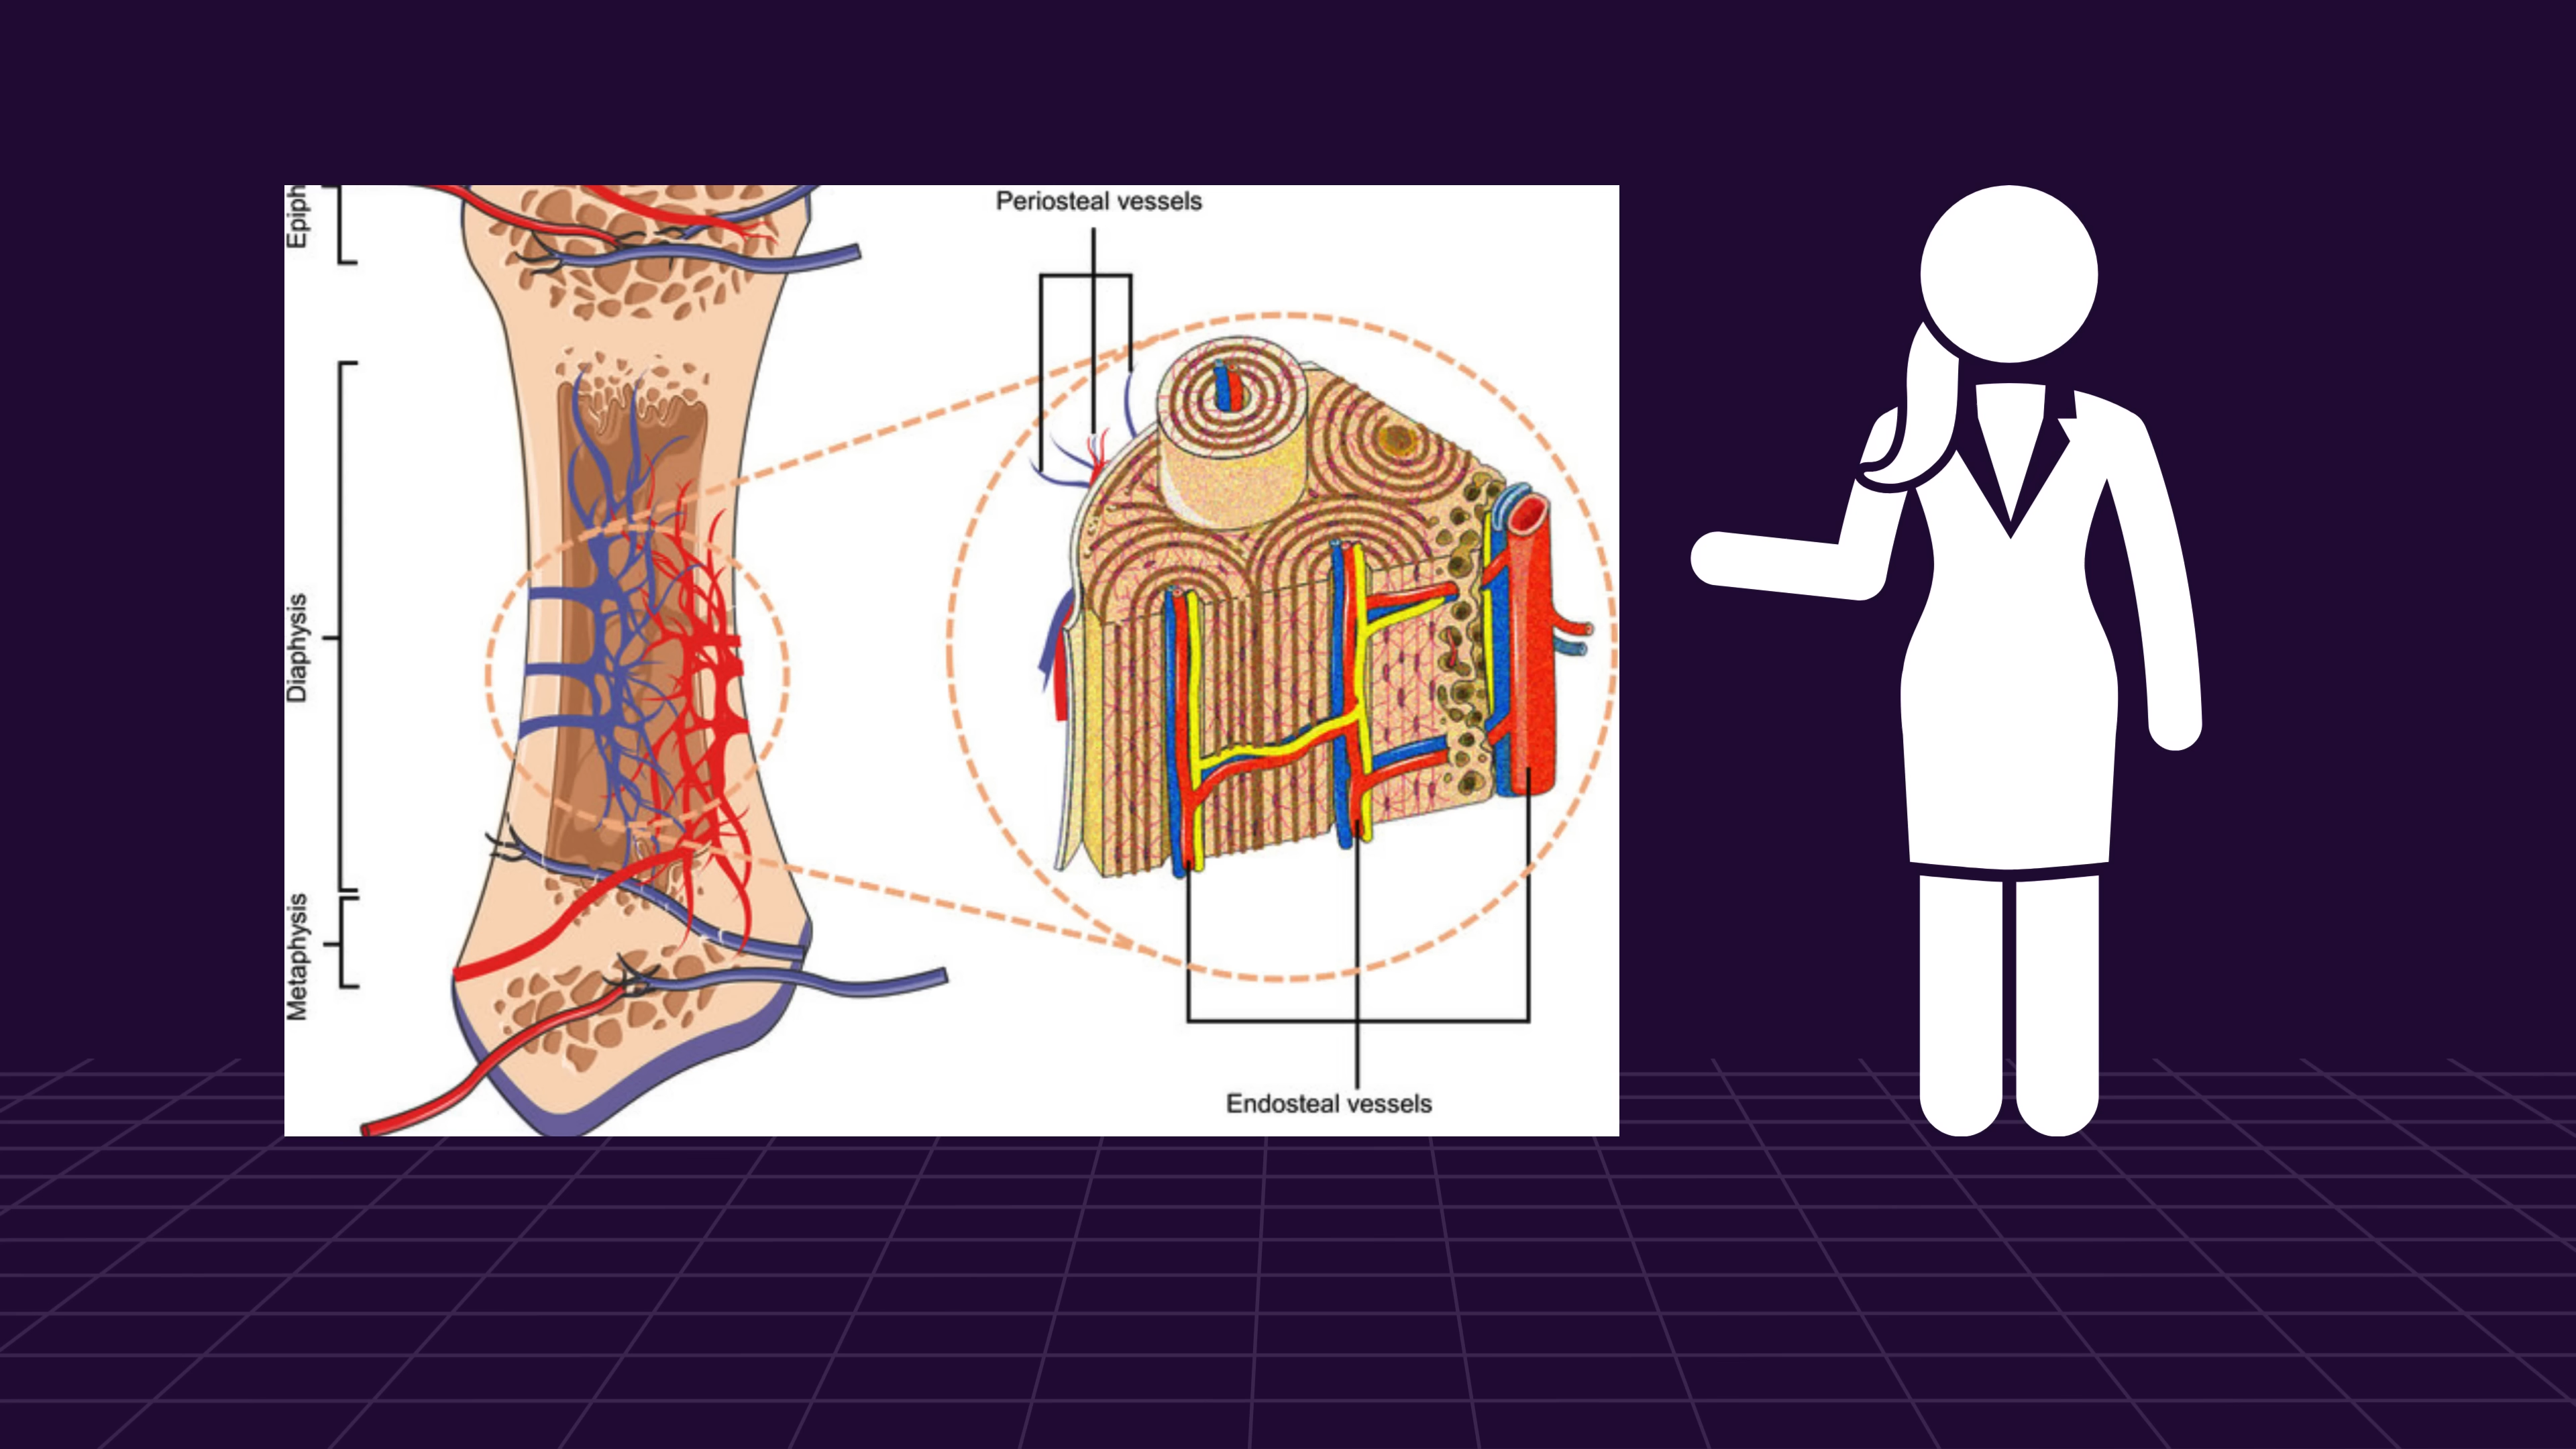 Epiph
Periosteal vessels
Diaphysis
Metaphysis
Endosteal vessels